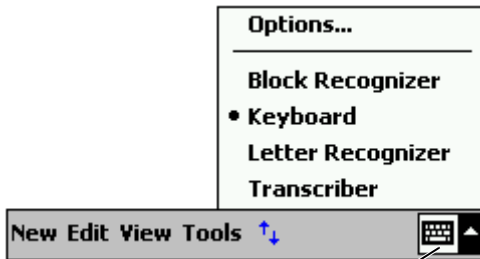 Options...
Block Recognizer
Keyboard
Letter Recognizer
Transcriber
New Edit View Tools